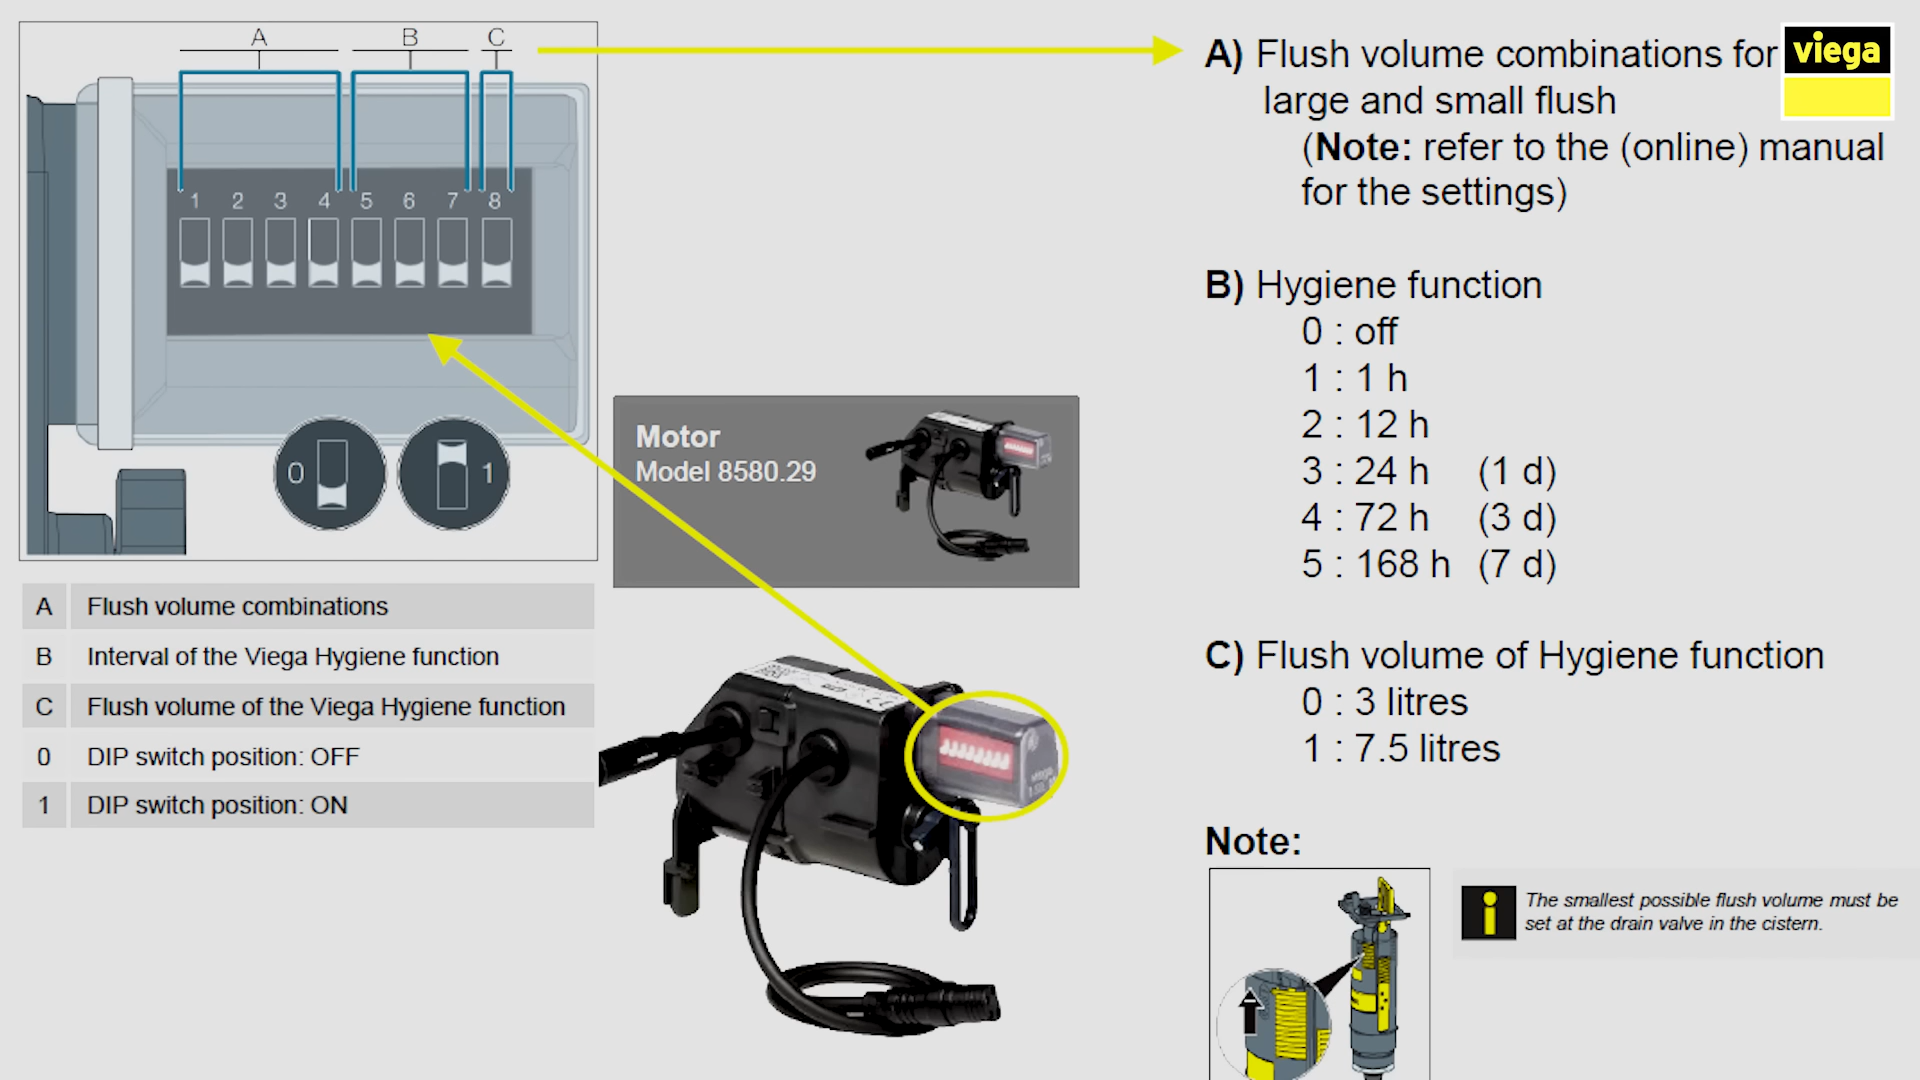 A B C
1 2 3 4 5 6 7 8
0 1
A Flush volume combinations
B Interval of the Viega Hygiene function
C Flush volume of the Viega Hygiene function
0 DIP switch position: OFF
1 DIP switch position: ON
Motor
Model 8580.29
viega
A) Flush volume combinations for
large and small flush
(Note: refer to the (online) manual
for the settings)
B) Hygiene function
0 : off
1 : 1 h
2 : 12 h
3 : 24 h (1 d)
4 : 72 h (3 d)
5 : 168 h (7 d)
C) Flush volume of Hygiene function
0 : 3 litres
1 : 7.5 litres
Note:
The smallest possible flush volume must be
set at the drain valve in the cistern.